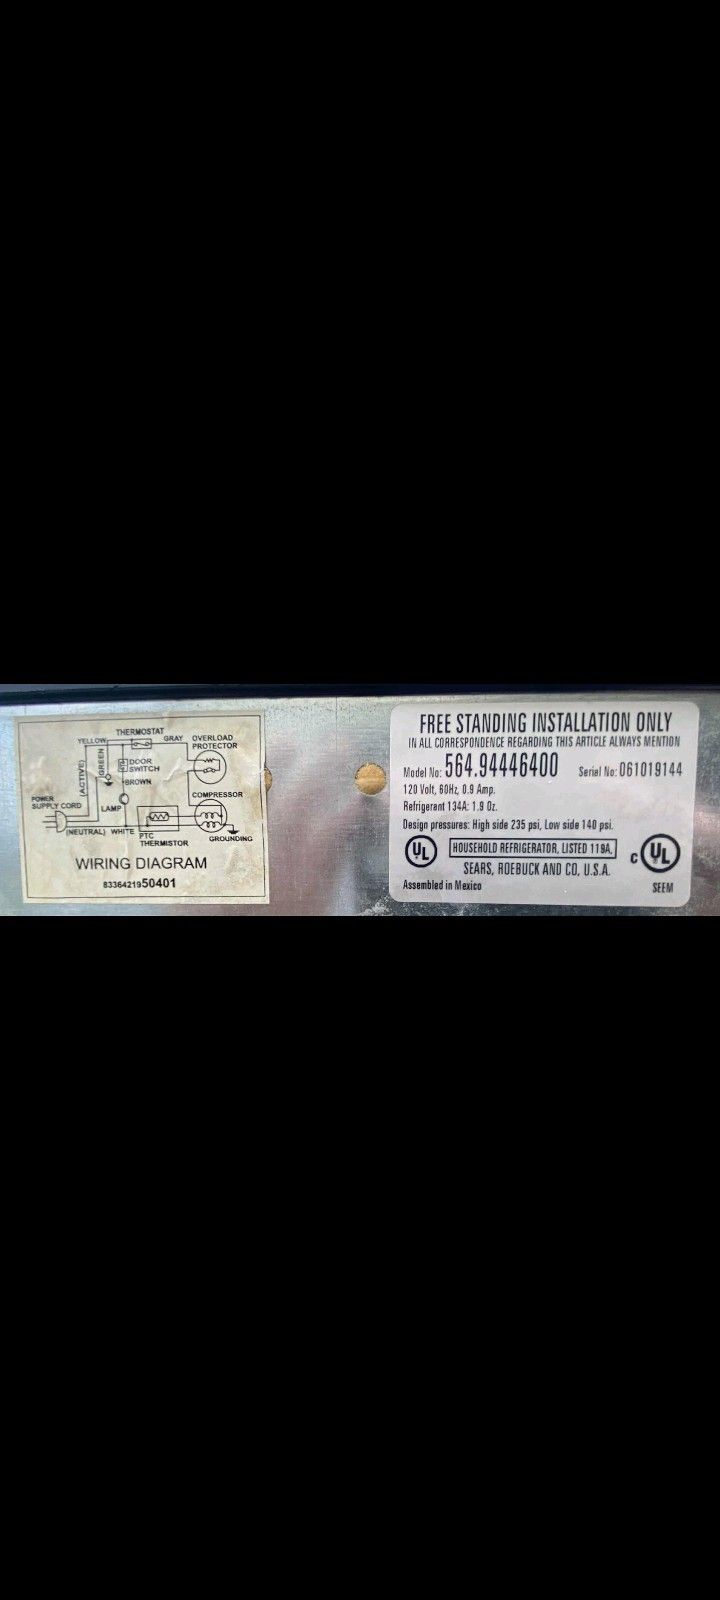 THERMOSTAT
YELLOW
GRAY
OVERLOAD
PROTECTOR
(ACTIVE)
GREEN
DOOR
SWITCH
BROWN
POWER
SUPPLY CORD
LAMP
COMPRESSOR
(NEUTRAL) WHITE
PTC
THERMISTOR
GROUNDING
WIRING DIAGRAM
8336421950401
FREE STANDING INSTALLATION ONLY
IN ALL CORRESPONDENCE REGARDING THIS ARTICLE ALWAYS MENTION
Model No: 564.94446400 Serial No: 061019144
120 Volt, 60Hz, 0.9 Amp.
Refrigerent 134A: 1.9 Oz.
Design pressures: High side 235 psi, Low side 140 psi.
UL HOUSEHOLD REFRIGERATOR, LISTED 119A, C UL
SEARS, ROEBUCK AND CO, U.S.A.
Assembled in Mexico SEEM